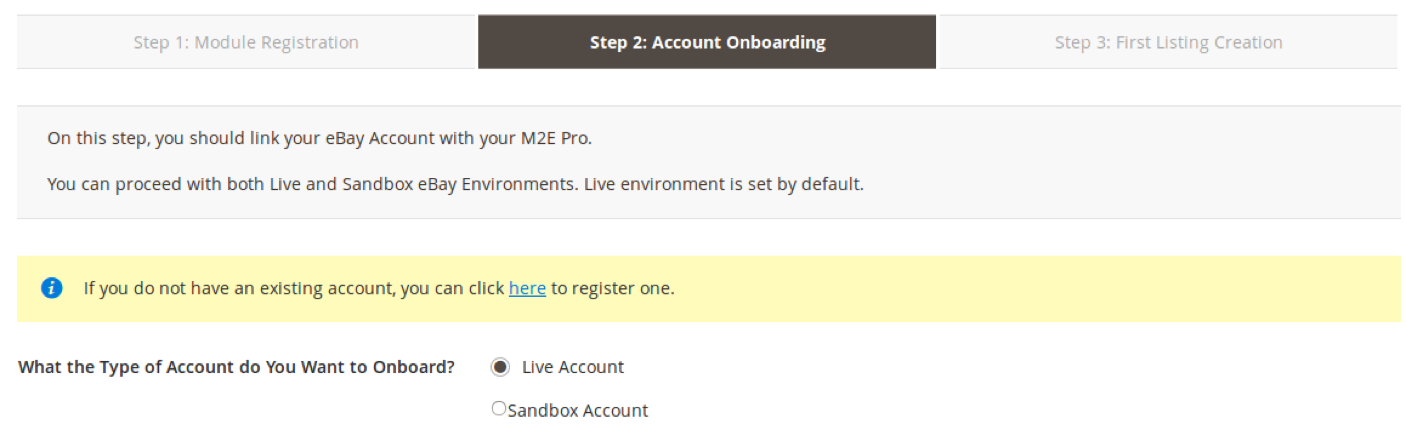 Step 1: Module Registration
Step 2: Account Onboarding
Step 3: First Listing Creation
On this step, you should link your eBay Account with your M2E Pro.
You can proceed with both Live and Sandbox eBay Environments. Live environment is set by default.
If you do not have an existing account, you can click here to register one.
What the Type of Account do You Want to Onboard?
Live Account
Sandbox Account